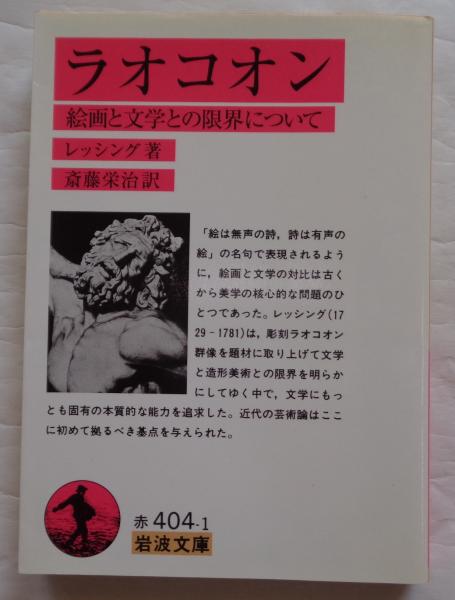 ラオコオン
絵画と文学との限界について
レッシング著
斎藤栄治訳
「絵は無声の詩，詩は有声の
絵」の名句で表現されるよう
に，絵画と文学の対比は古く
から美学の核心的な問題のひ
とつであった。レッシング(17
29‐1781)は，彫刻ラオコオン
群像を題材に取り上げて文学
と造形美術との限界を明らか
にしてゆく中で，文学にもっ
とも固有の本質的な能力を追求した。近代の芸術論はここ
に初めて拠るべき基点を与えられた。
赤 404-1
岩波文庫